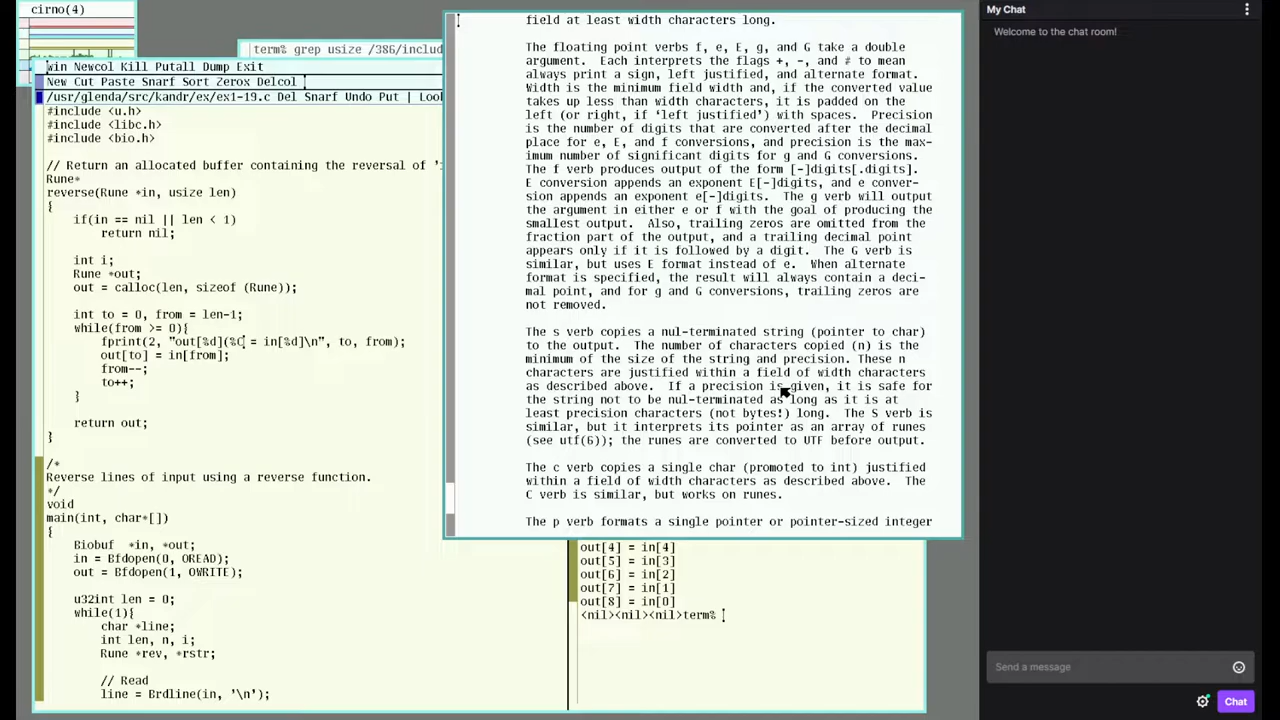 cirno(4)
term% grep usize /386/includ
Win Newcol Kill Putall Dump Exit
New Cut Paste Snarf Sort Zerox Delcol
/usr/glenda/src/kandr/ex/ex1-19.c Del Snarf Undo Put | Look
#include <u.h>
#include <libc.h>
#include <bio.h>
// Return an allocated buffer containing the reversal of 'i
Rune*
reverse(Rune *in, usize len)
{
if(in == nil || len < 1)
return nil;
int i;
Rune *out;
out = calloc(len, sizeof (Rune));
int to = 0, from = len-1;
while(from >= 0){
fprint(2, "out[%d](%C = in[%d]\n", to, from);
out[to] = in[from];
from--;
to++;
}
return out;
}
/*
Reverse lines of input using a reverse function.
*/
void
main(int, char*[])
{
Biobuf *in, *out;
in = Bfdopen(0, OREAD);
out = Bfdopen(1, OWRITE);
u32int len = 0;
while(1){
char *line;
int len, n, i;
Rune *rev, *rstr;
// Read
line = Brdline(in, '\n');
field at least width characters long.
The floating point verbs f, e, E, g, and G take a double
argument. Each interprets the flags +, -, and # to mean
always print a sign, left justified, and alternate format.
Width is the minimum field width and, if the converted value
takes up less than width characters, it is padded on the
left (or right, if ‘left justified’) with spaces. Precision
is the number of digits that are converted after the decimal
place for e, E, and f conversions, and precision is the max-
imum number of significant digits for g and G conversions.
The f verb produces output of the form [-]digits[.digits].
E conversion appends an exponent E[-]digits, and e conver-
sion appends an exponent e[-]digits. The g verb will output
the argument in either e or f with the goal of producing the
smallest output. Also, trailing zeros are omitted from the
fraction part of the output, and a trailing decimal point
appears only if it is followed by a digit. The G verb is
similar, but uses E format instead of e. When alternate
format is specified, the result will always contain a deci-
mal point, and for g and G conversions, trailing zeros are
not removed.
The s verb copies a nul-terminated string (pointer to char)
to the output. The number of characters copied (n) is the
minimum of the size of the string and precision. These n
characters are justified within a field of width characters
as described above. If a precision is given, it is safe for
the string not to be nul-terminated as long as it is at
least precision characters (not bytes!) long. The S verb is
similar, but it interprets its pointer as an array of runes
(see utf(6)); the runes are converted to UTF before output.
The c verb copies a single char (promoted to int) justified
within a field of width characters as described above. The
C verb is similar, but works on runes.
The p verb formats a single pointer or pointer-sized integer
out[4] = in[4]
out[5] = in[3]
out[6] = in[2]
out[7] = in[1]
out[8] = in[0]
<nil><nil><nil>term%
My Chat
Welcome to the chat room!
Send a message
Chat